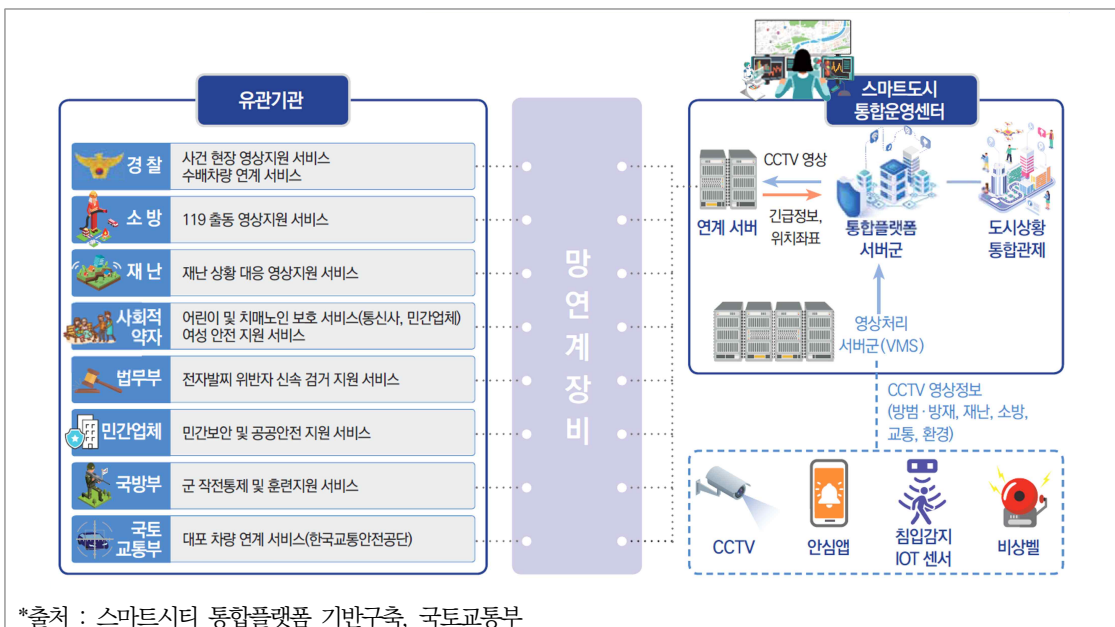 유관기관
경찰
사건 현장 영상지원 서비스
수배차량 연계 서비스
소방
119 출동 영상지원 서비스
재난
재난 상황 대응 영상지원 서비스
사회적
약자
어린이 및 치매노인 보호 서비스(통신사, 민간업체)
여성 안전 지원 서비스
법무부
전자발찌 위반자 신속 검거 지원 서비스
민간업체
민간보안 및 공공안전 지원 서비스
국방부
군 작전통제 및 훈련지원 서비스
국토
교통부
대포 차량 연계 서비스(한국교통안전공단)
망연계장비
스마트도시
통합운영센터
CCTV 영상
긴급정보,
위치좌표
연계 서버
통합플랫폼
서버군
도시상황
통합관제
영상처리
서버군(VMS)
CCTV 영상정보
(방범·방재, 재난, 소방,
교통, 환경)
CCTV
안심앱
침입감지
IOT 센서
비상벨
*출처 : 스마트시티 통합플랫폼 기반구축, 국토교통부